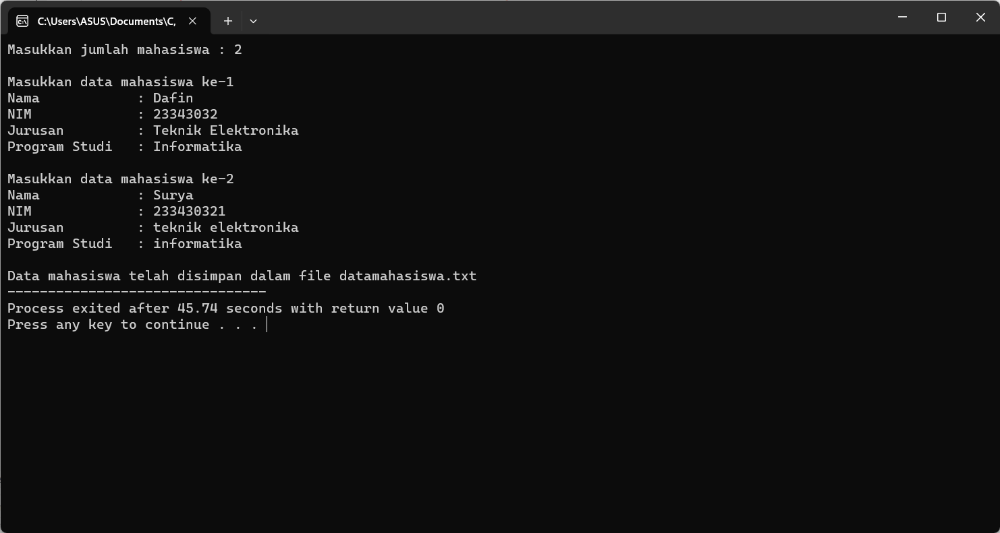 C:\Users\ASUS\Documents\C,
Masukkan jumlah mahasiswa : 2
Masukkan data mahasiswa ke-1
Nama            : Dafin
NIM             : 23343032
Jurusan         : Teknik Elektronika
Program Studi   : Informatika
Masukkan data mahasiswa ke-2
Nama            : Surya
NIM             : 233430321
Jurusan         : teknik elektronika
Program Studi   : informatika
Data mahasiswa telah disimpan dalam file datamahasiswa.txt
--------------------------------
Process exited after 45.74 seconds with return value 0
Press any key to continue . . .